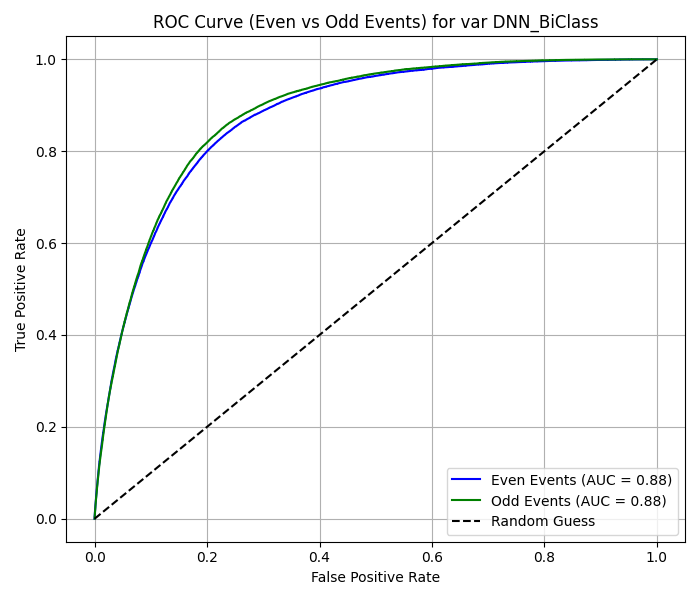 ROC Curve (Even vs Odd Events) for var DNN_BiClass
True Positive Rate
1.0
0.8
0.6
0.4
0.2
0.0
Even Events (AUC = 0.88)
Odd Events (AUC = 0.88)
Random Guess
0.0 0.2 0.4 0.6 0.8 1.0
False Positive Rate